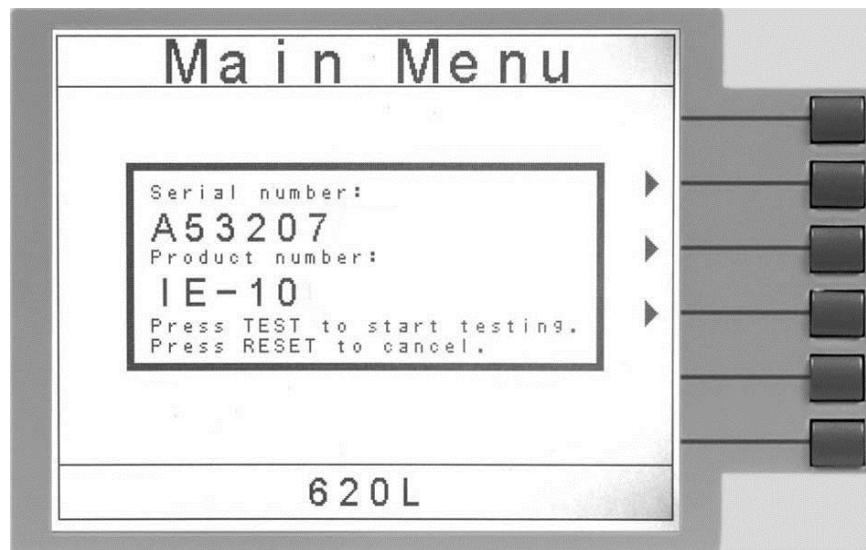 Main Menu
Serial number:
A53207
Product number:
IE-10
Press TEST to start testing.
Press RESET to cancel.
620L